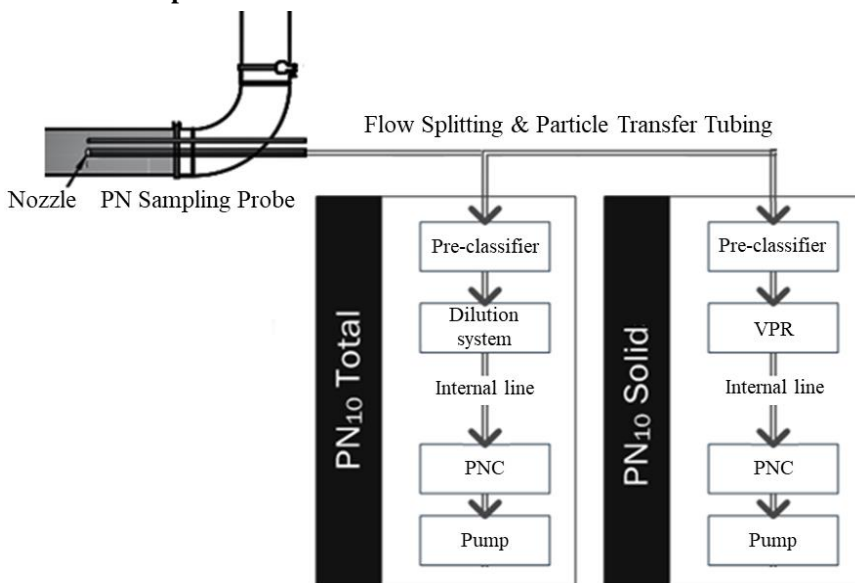 Flow Splitting & Particle Transfer Tubing
Nozzle
PN Sampling Probe
PN10 Total
Pre-classifier
Dilution
system
Internal line
PNC
Pump
PN10 Solid
Pre-classifier
VPR
Internal line
PNC
Pump